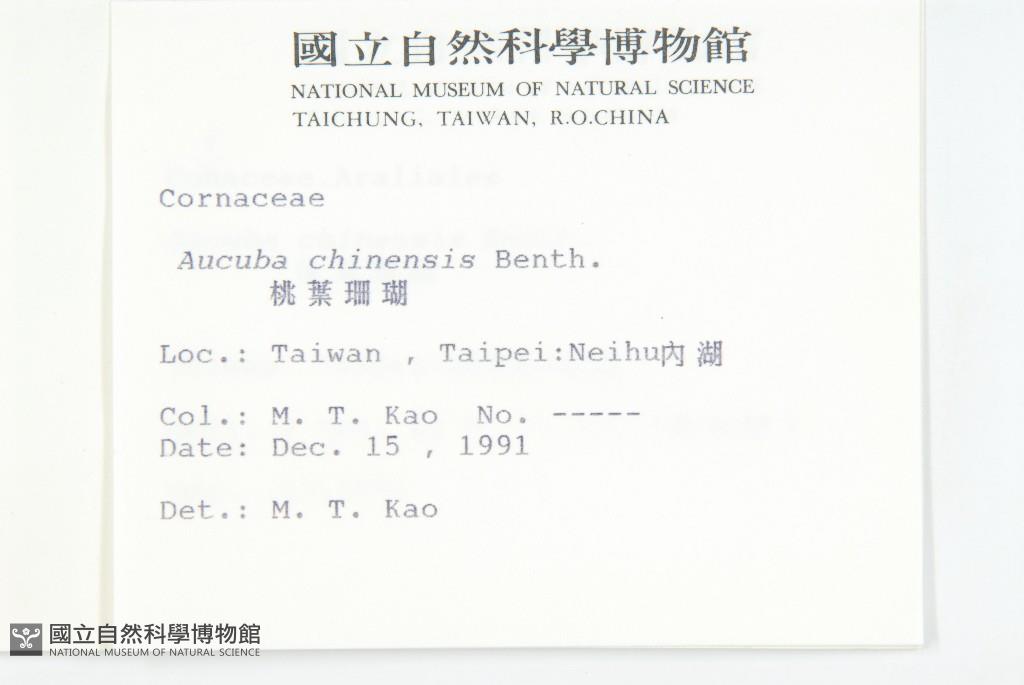 國立自然科學博物館
NATIONAL MUSEUM OF NATURAL SCIENCE
TAICHUNG, TAIWAN, R.O.CHINA
Cornaceae
Aucuba chinensis Benth.
桃葉珊瑚
Loc.: Taiwan , Taipei:Neihu內湖
Col.: M. T. Kao No. -----
Date: Dec. 15 , 1991
Det.: M. T. Kao
國立自然科學博物館
NATIONAL MUSEUM OF NATURAL SCIENCE